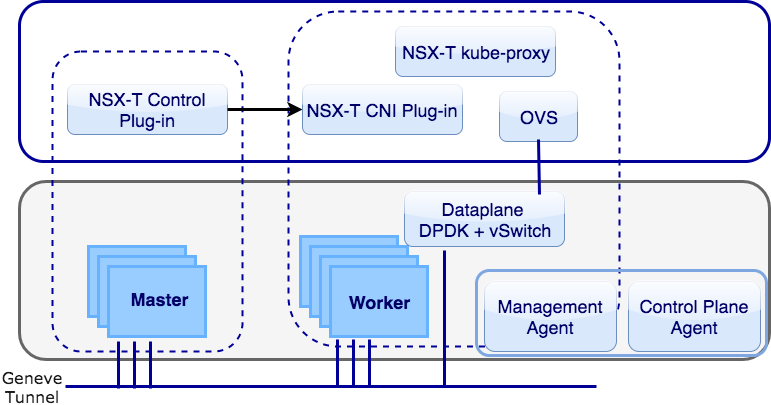 NSX-T kube-proxy
NSX-T Control
Plug-in
NSX-T CNI Plug-in
OVS
Dataplane
DPDK + vSwitch
Master
Worker
Management
Agent
Control Plane
Agent
Geneve
Tunnel